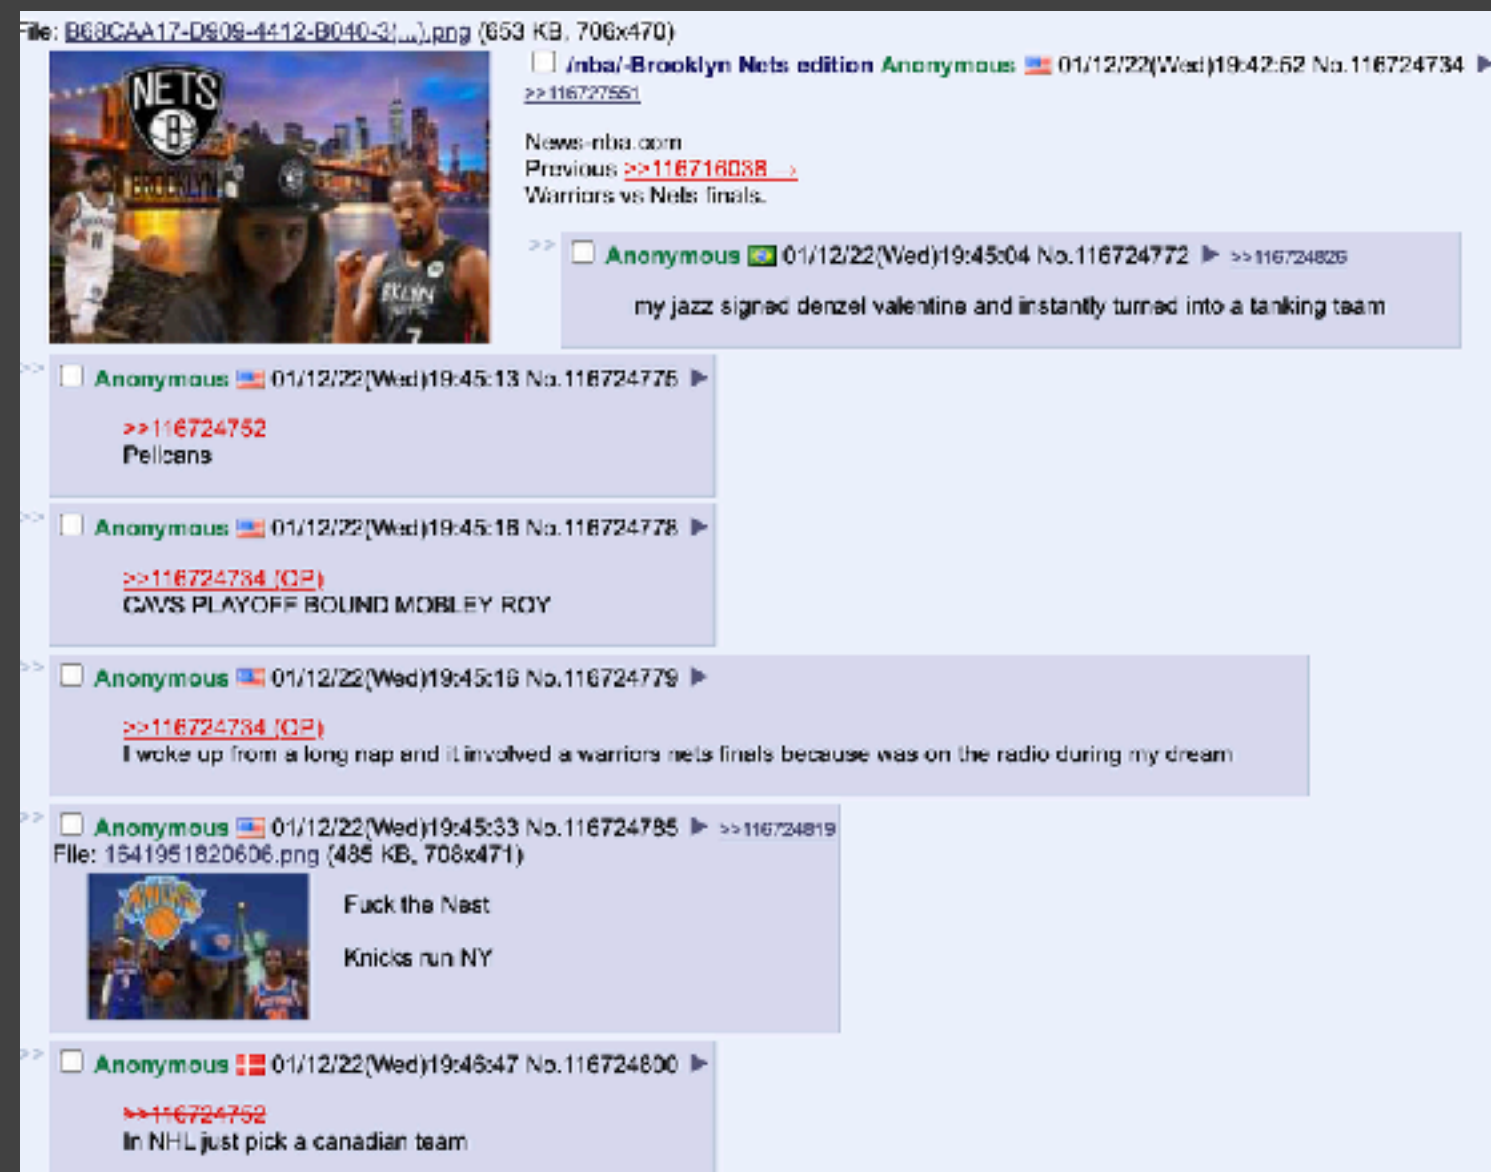 File: B68CAA17-D909-4412-B040-3(...).png (653 KB, 706x470)
NETS
B
BROOKLYN
BROOKLYN
11
BKLYN
7
/nba/-Brooklyn Nets edition Anonymous 01/12/22(Wed)19:42:52 No.116724734 ▶
>>116727551
News-nba.com
Previous >>116716038 →
Warriors vs Nets finals.
>> Anonymous 01/12/22(Wed)19:45:04 No.116724772 ▶ >>116724826
my jazz signed denzel valentine and instantly turned into a tanking team
>> Anonymous 01/12/22(Wed)19:45:13 No.116724775 ▶
>>116724752
Pelicans
>> Anonymous 01/12/22(Wed)19:45:16 No.116724778 ▶
>>116724734 (OP)
CAVS PLAYOFF BOUND MOBLEY ROY
>> Anonymous 01/12/22(Wed)19:45:16 No.116724779 ▶
>>116724734 (OP)
I woke up from a long nap and it involved a warriors nets finals because was on the radio during my dream
>> Anonymous 01/12/22(Wed)19:45:33 No.116724785 ▶ >>116724819
File: 1641951820606.png (485 KB, 708x471)
KNICKS
Fuck the Nest
Knicks run NY
>> Anonymous 01/12/22(Wed)19:46:47 No.116724800 ▶
>>116724752
In NHL just pick a canadian team